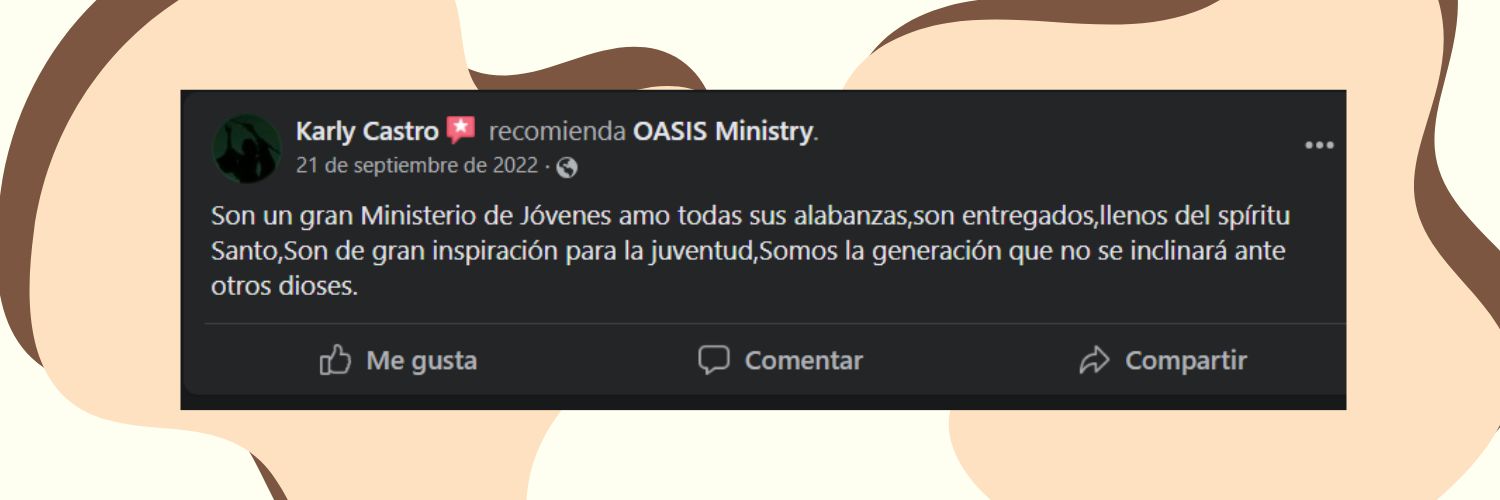 Karly Castro recomienda OASIS Ministry.
21 de septiembre de 2022 ·
Son un gran Ministerio de Jóvenes amo todas sus alabanzas,son entregados,llenos del spíritu
Santo,Son de gran inspiración para la juventud,Somos la generación que no se inclinará ante
otros dioses.
Me gusta Comentar Compartir